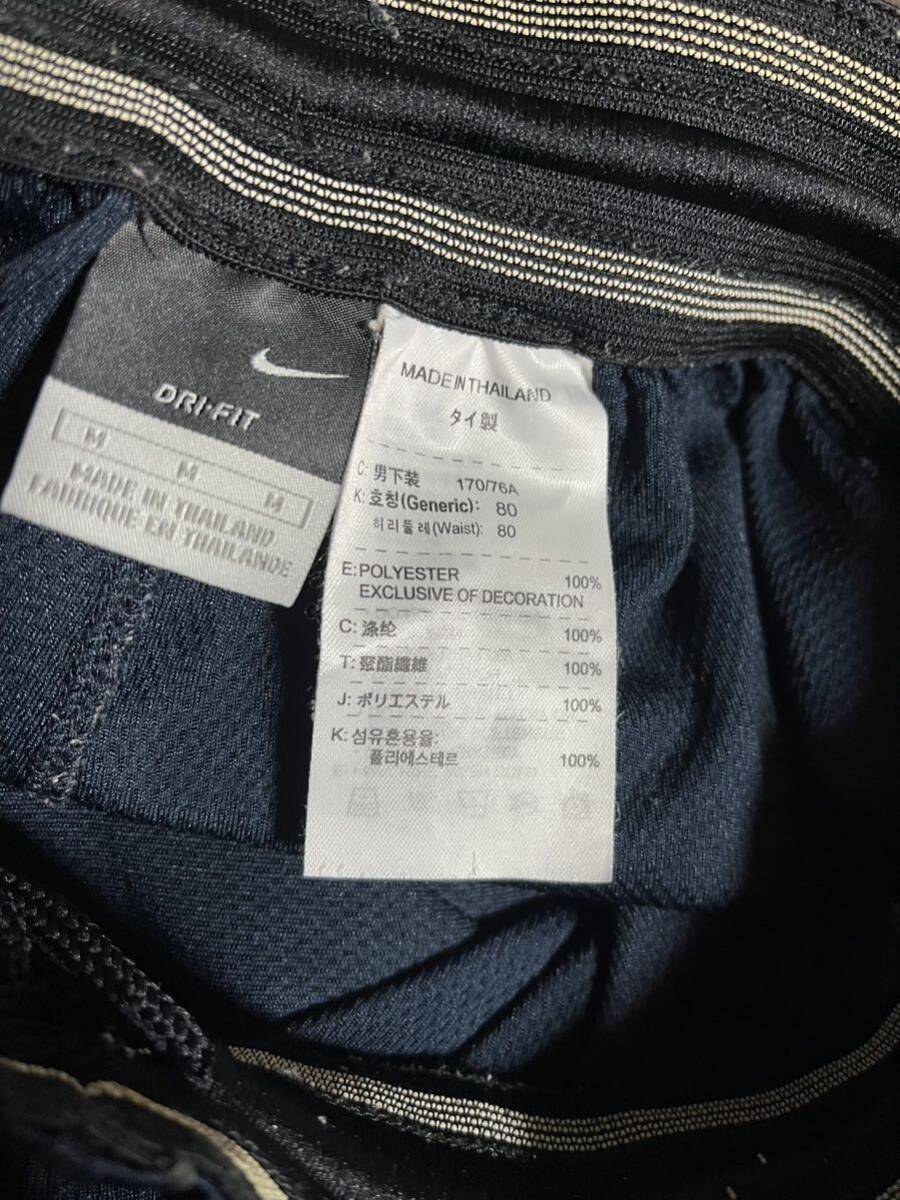 DRI-FIT
M M M
MADE IN THAILAND
FABRIQUE EN THAILANDE
MADE IN THAILAND
タイ製
C: 男下装 170/76A
K: 호칭(Generic): 80
허리둘레(Waist): 80
E:POLYESTER 100%
EXCLUSIVE OF DECORATION
C: 涤纶 100%
T: 聚酯纖維 100%
J: ポリエステル 100%
K: 섬유혼용율:
폴리에스테르 100%